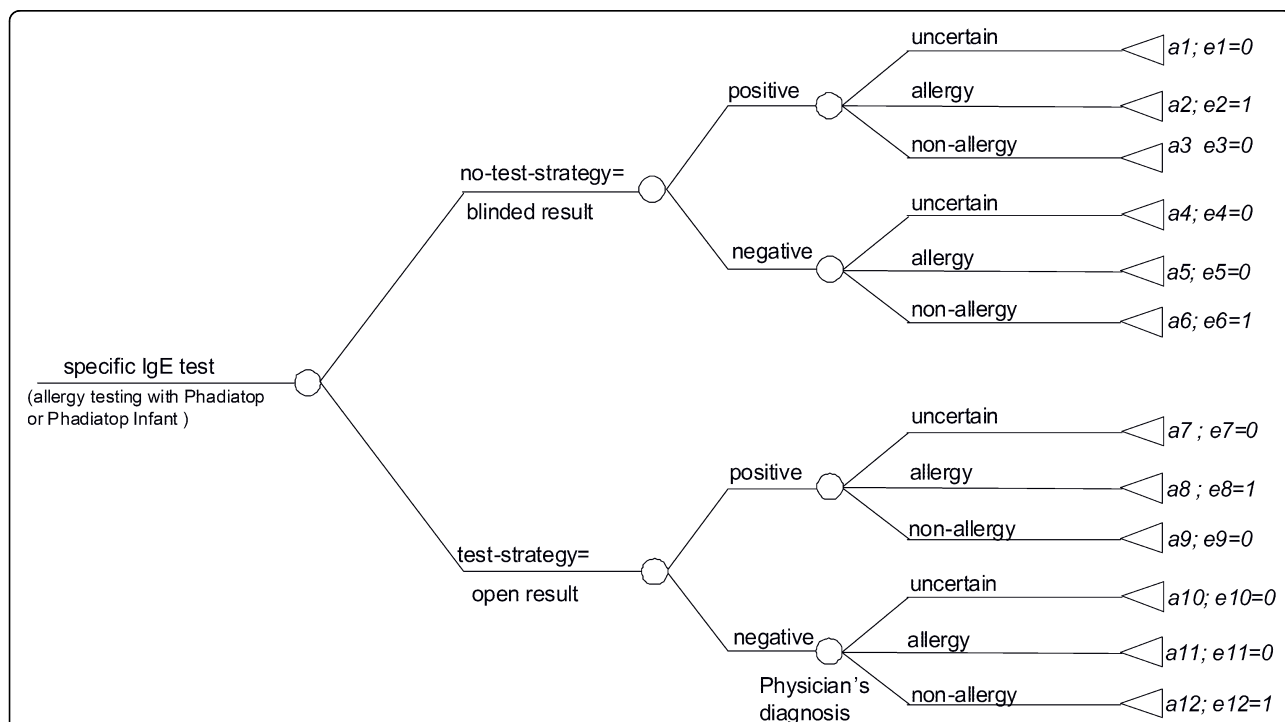 uncertain
a1; e1=0
positive
allergy
a2; e2=1
non-allergy
a3 e3=0
no-test-strategy=
blinded result
uncertain
a4; e4=0
negative
allergy
a5; e5=0
non-allergy
a6; e6=1
specific IgE test
(allergy testing with Phadiatop
or Phadiatop Infant )
uncertain
a7 ; e7=0
positive
allergy
a8 ; e8=1
non-allergy
a9; e9=0
test-strategy=
open result
uncertain
a10; e10=0
negative
allergy
a11; e11=0
Physician's
diagnosis
non-allergy
a12; e12=1